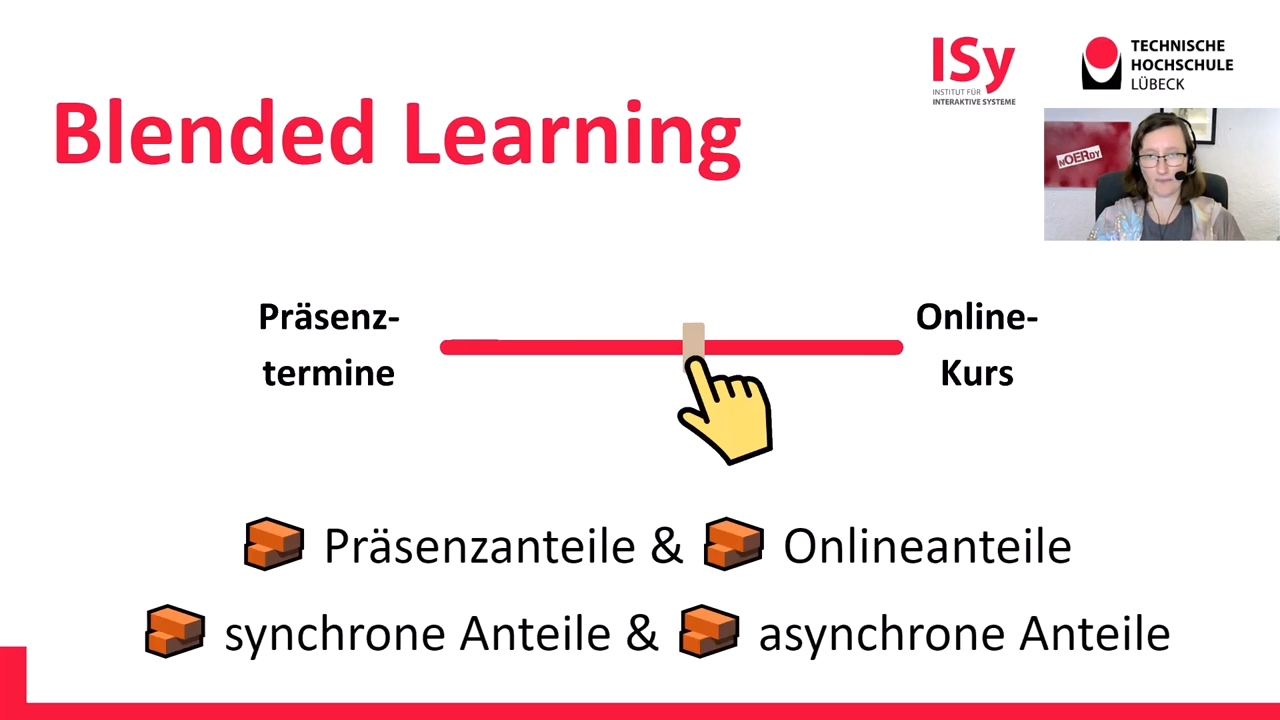 ISy
INSTITUT FÜR
INTERAKTIVE SYSTEME
TECHNISCHE
HOCHSCHULE
LÜBECK
Blended Learning
nOERdy
Präsenz-
termine
Online-
Kurs
Präsenzanteile & Onlineanteile
synchrone Anteile & asynchrone Anteile